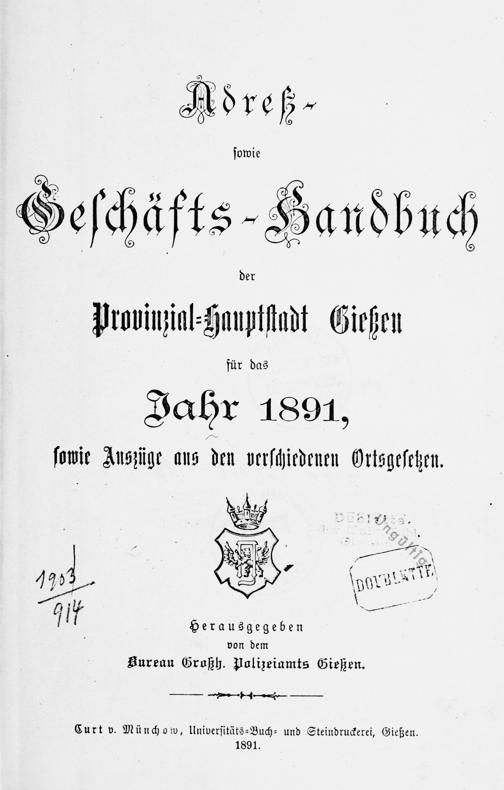 Adreß-
sowie
Geschäfts-Handbuch
der
Provinzial-Hauptstadt Gießen
für das
Jahr 1891,
sowie Auszüge aus den verschiedenen Ortsgesetzen.
Ungültig
DOUBLETTE
1903
914
Herausgegeben
von dem
Bureau Großh. Polizeiamts Gießen.
Curt v. Münchow, Universitäts-Buch- und Steindruckerei, Gießen.
1891.